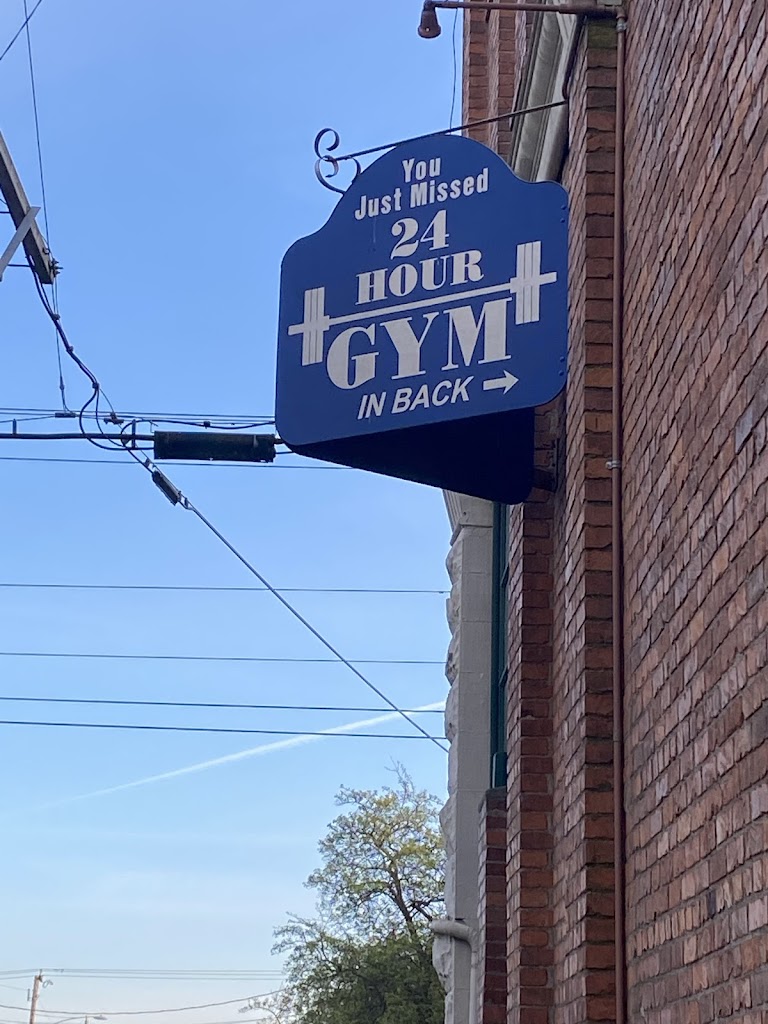 You
Just Missed
24
HOUR
GYM
IN BACK →